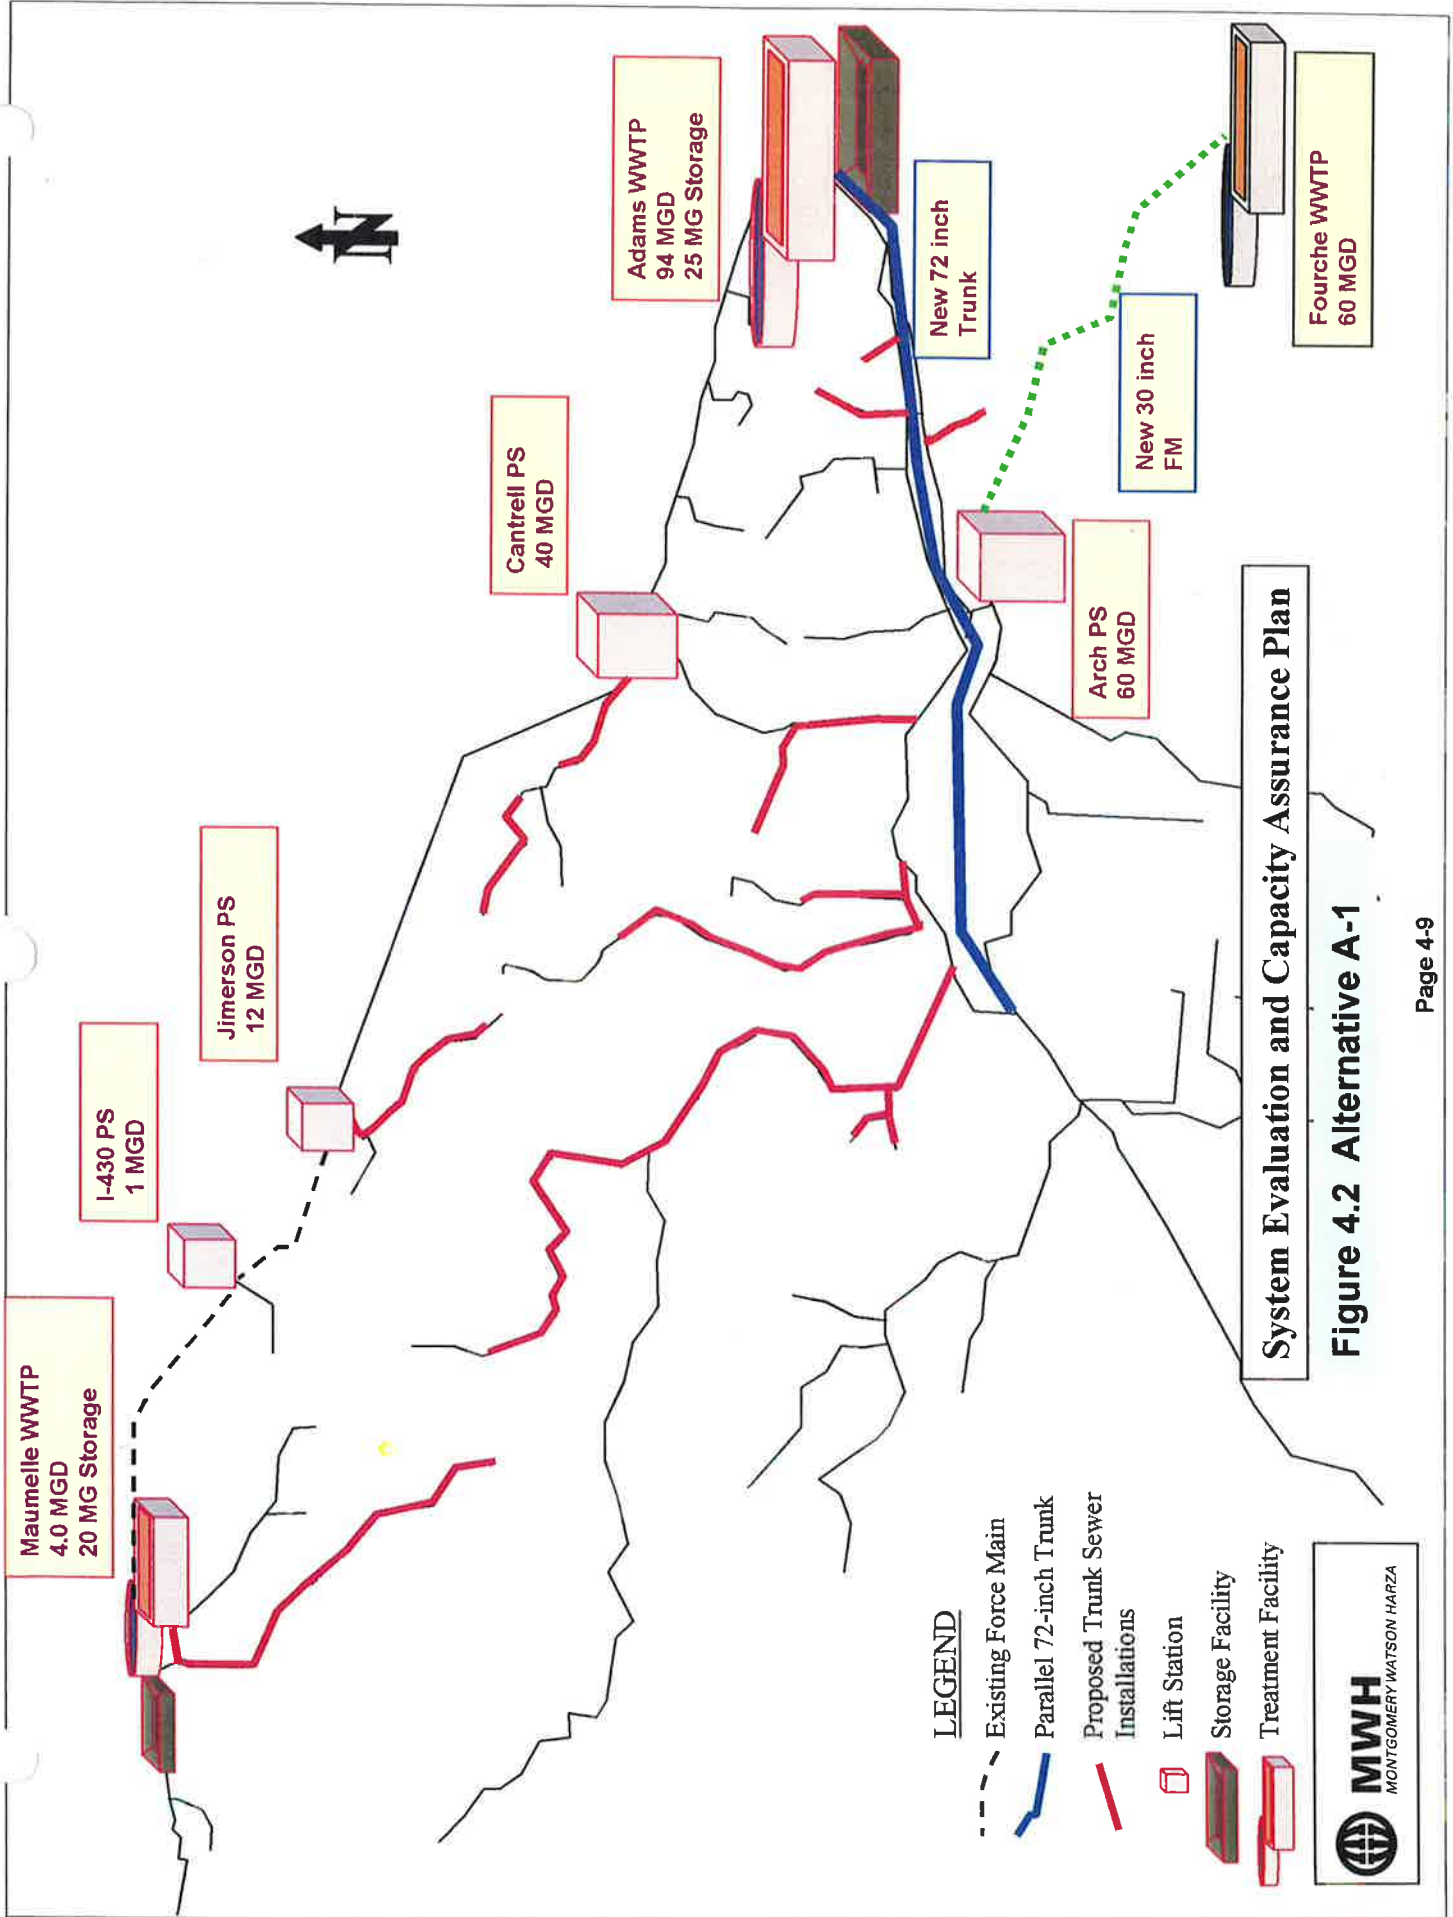 Maumelle WWTP
4.0 MGD
20 MG Storage
I-430 PS
1 MGD
Jimerson PS
12 MGD
Cantrell PS
40 MGD
Adams WWTP
94 MGD
25 MG Storage
N
New 72 inch
Trunk
New 30 inch
FM
Arch PS
60 MGD
Fourche WWTP
60 MGD
LEGEND
Existing Force Main
Parallel 72-inch Trunk
Proposed Trunk Sewer
Installations
Lift Station
Storage Facility
Treatment Facility
MWH
MONTGOMERY WATSON HARZA
System Evaluation and Capacity Assurance Plan
Figure 4.2 Alternative A-1
Page 4-9